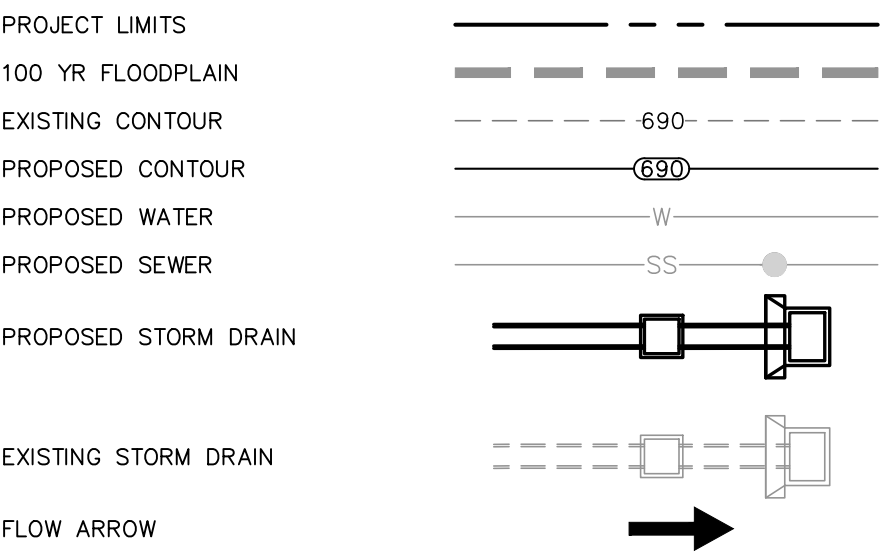 PROJECT LIMITS
100 YR FLOODPLAIN
EXISTING CONTOUR 690
PROPOSED CONTOUR 690
PROPOSED WATER W
PROPOSED SEWER SS
PROPOSED STORM DRAIN
EXISTING STORM DRAIN
FLOW ARROW